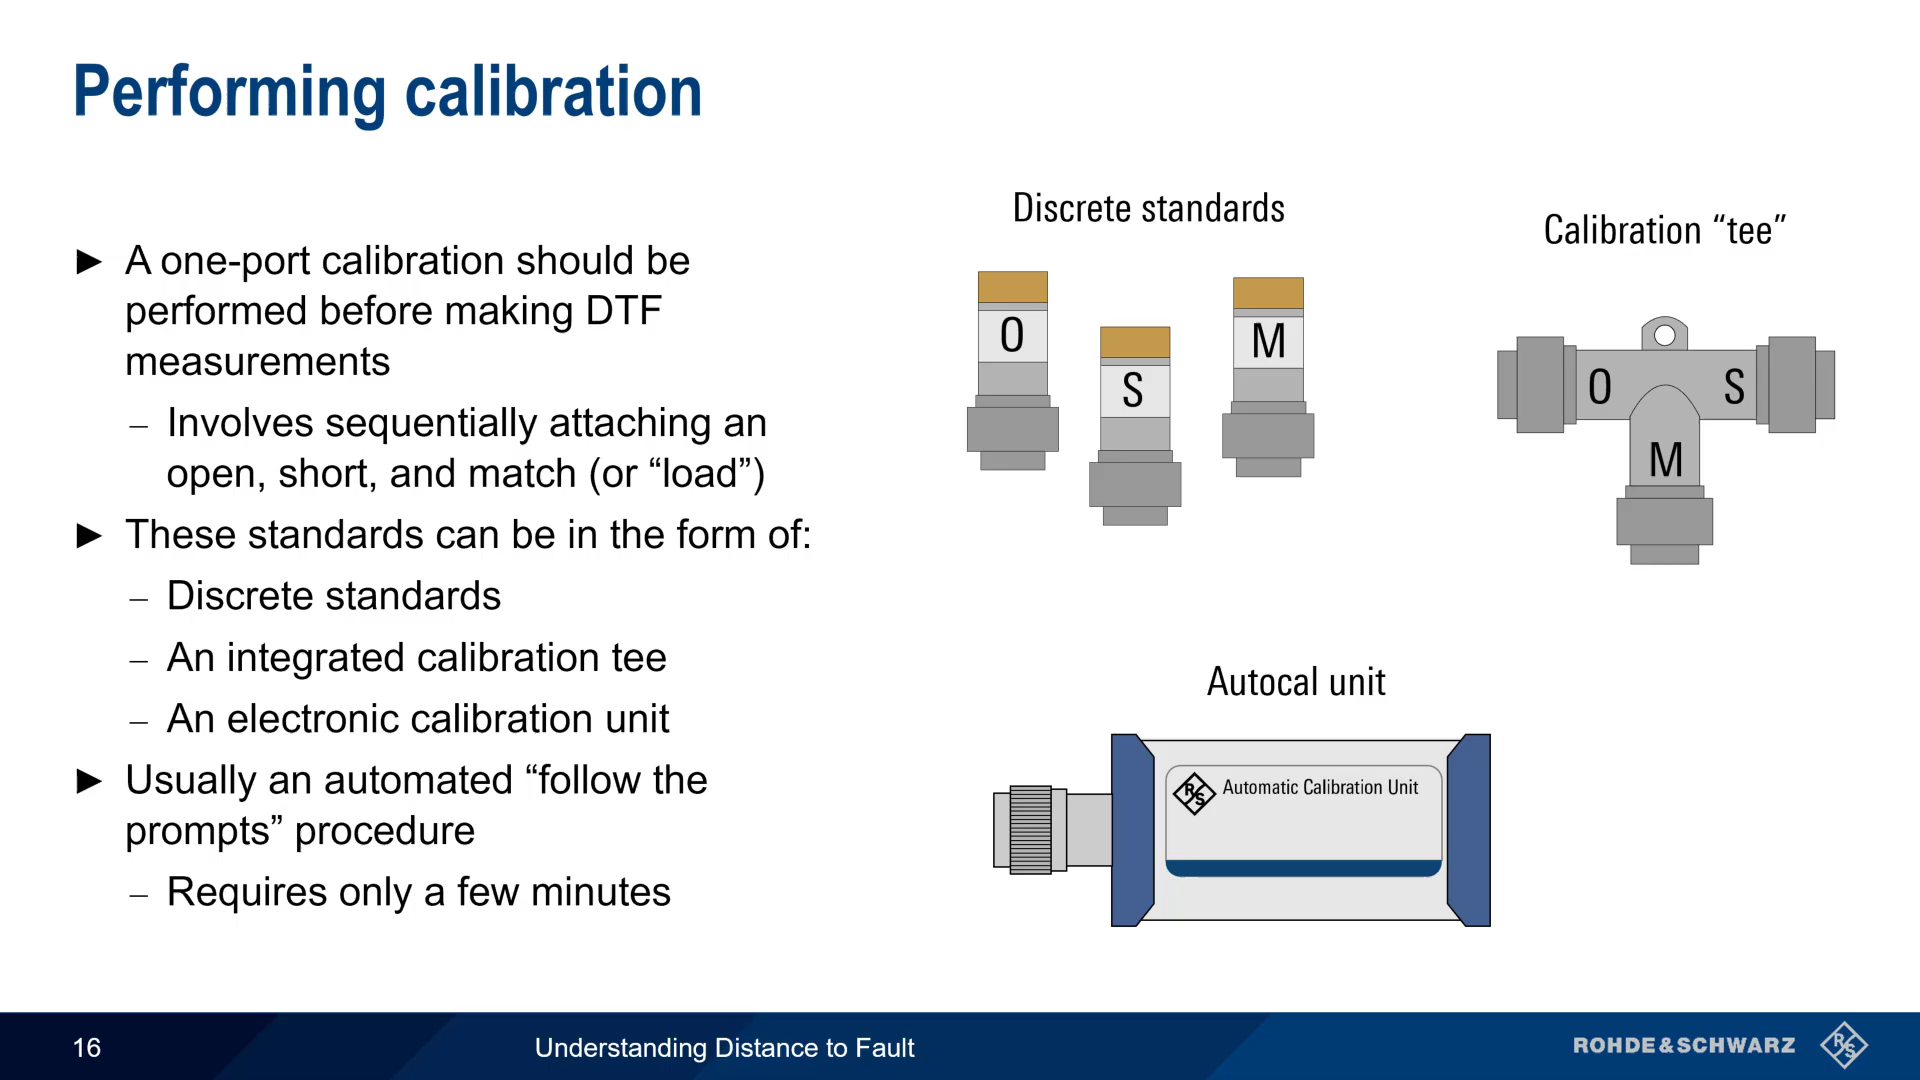 Performing calibration
► A one-port calibration should be
performed before making DTF
measurements
– Involves sequentially attaching an
open, short, and match (or “load”)
► These standards can be in the form of:
– Discrete standards
– An integrated calibration tee
– An electronic calibration unit
► Usually an automated “follow the
prompts” procedure
– Requires only a few minutes
Discrete standards
O
S
M
Calibration “tee”
O
S
M
Autocal unit
R&S Automatic Calibration Unit
16
Understanding Distance to Fault
ROHDE&SCHWARZ
R&S